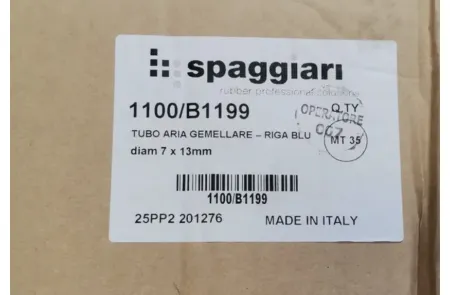 spaggiari
rubber professional solutions
1100/B1199
Q.TY
OPERATORE
007
TUBO ARIA GEMELLARE – RIGA BLU
MT 35
diam 7 x 13mm
1100/B1199
25PP2 201276
MADE IN ITALY